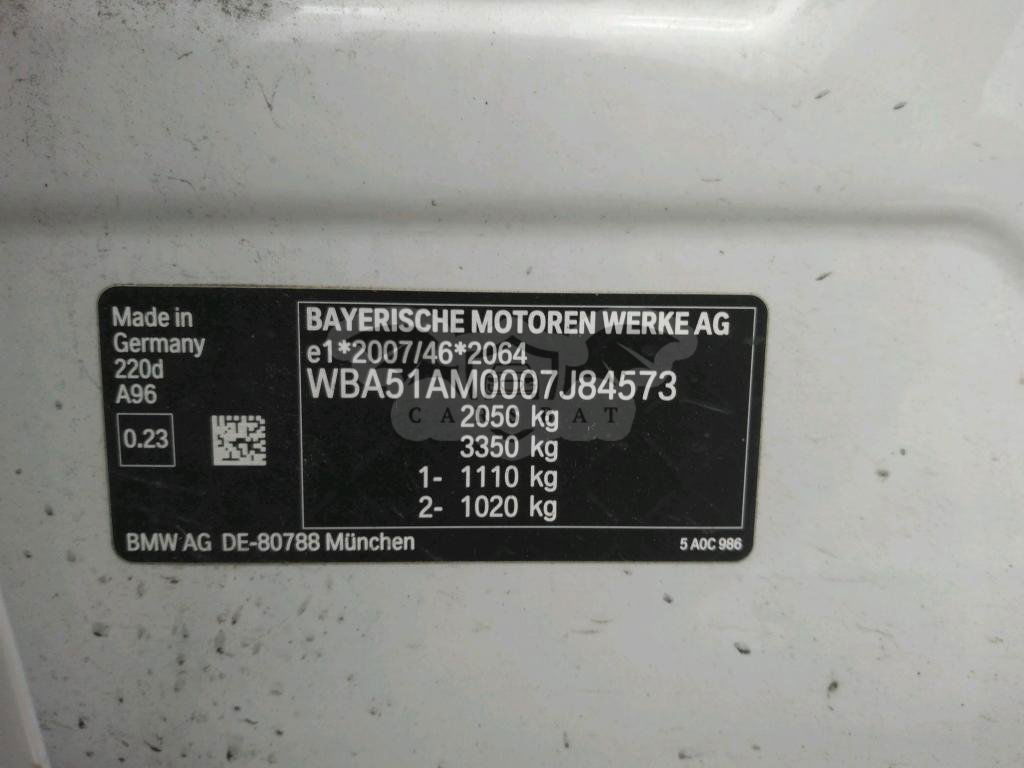 Made in
Germany
220d
A96
0.23
BAYERISCHE MOTOREN WERKE AG
e1*2007/46*2064
WBA51AM0007J84573
CARSTAT
2050 kg
3350 kg
1- 1110 kg
2- 1020 kg
BMW AG DE-80788 München
5 A0C 986